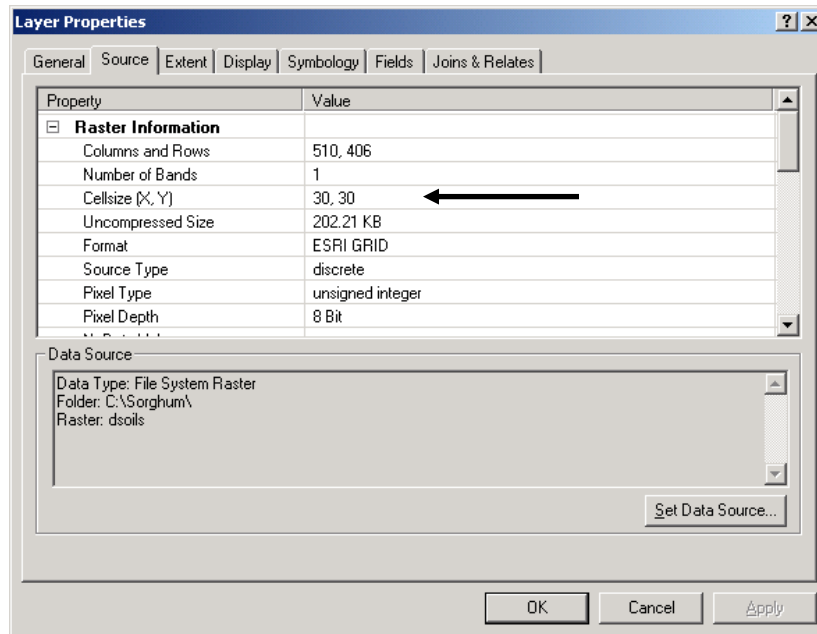 Layer Properties
General Source Extent Display Symbology Fields Joins & Relates
Property Value
Raster Information
Columns and Rows 510, 406
Number of Bands 1
Cellsize (X, Y) 30, 30
Uncompressed Size 202.21 KB
Format ESRI GRID
Source Type discrete
Pixel Type unsigned integer
Pixel Depth 8 Bit
Data Source
Data Type: File System Raster
Folder: C:\Sorghum\
Raster: dsoils
Set Data Source...
OK Cancel Apply